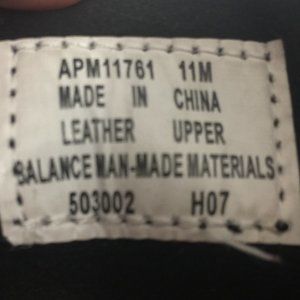 APM11761 11M
MADE IN CHINA
LEATHER UPPER
BALANCE MAN-MADE MATERIALS
503002 H07